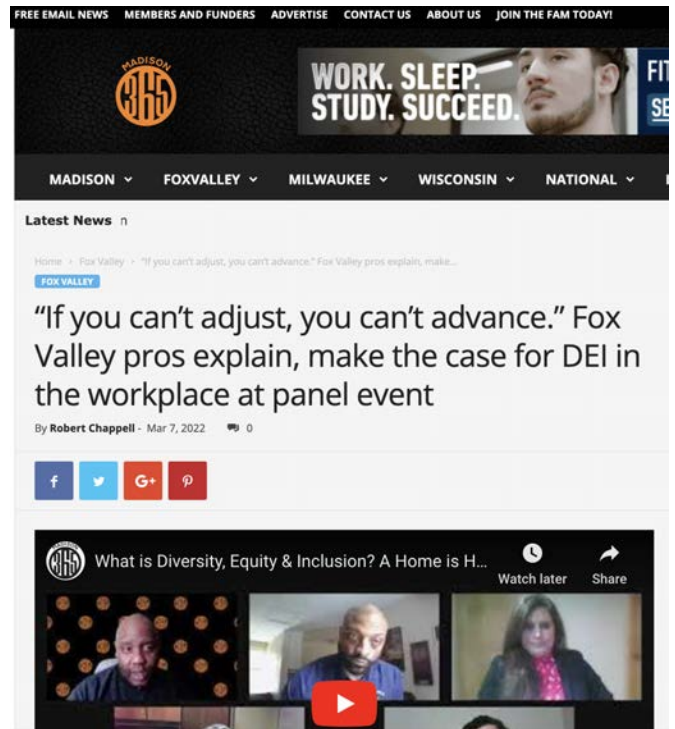 FREE EMAIL NEWS MEMBERS AND FUNDERS ADVERTISE CONTACT US ABOUT US JOIN THE FAM TODAY!
MADISON
365
WORK. SLEEP.
STUDY. SUCCEED.
MADISON FOXVALLEY MILWAUKEE WISCONSIN NATIONAL
Latest News n
Home › Fox Valley › "If you can't adjust, you can't advance." Fox Valley pros explain, make...
FOX VALLEY
“If you can’t adjust, you can’t advance.” Fox
Valley pros explain, make the case for DEI in
the workplace at panel event
By Robert Chappell - Mar 7, 2022 0
f G+
MADISON
365
What is Diversity, Equity & Inclusion? A Home is H...
Watch later Share